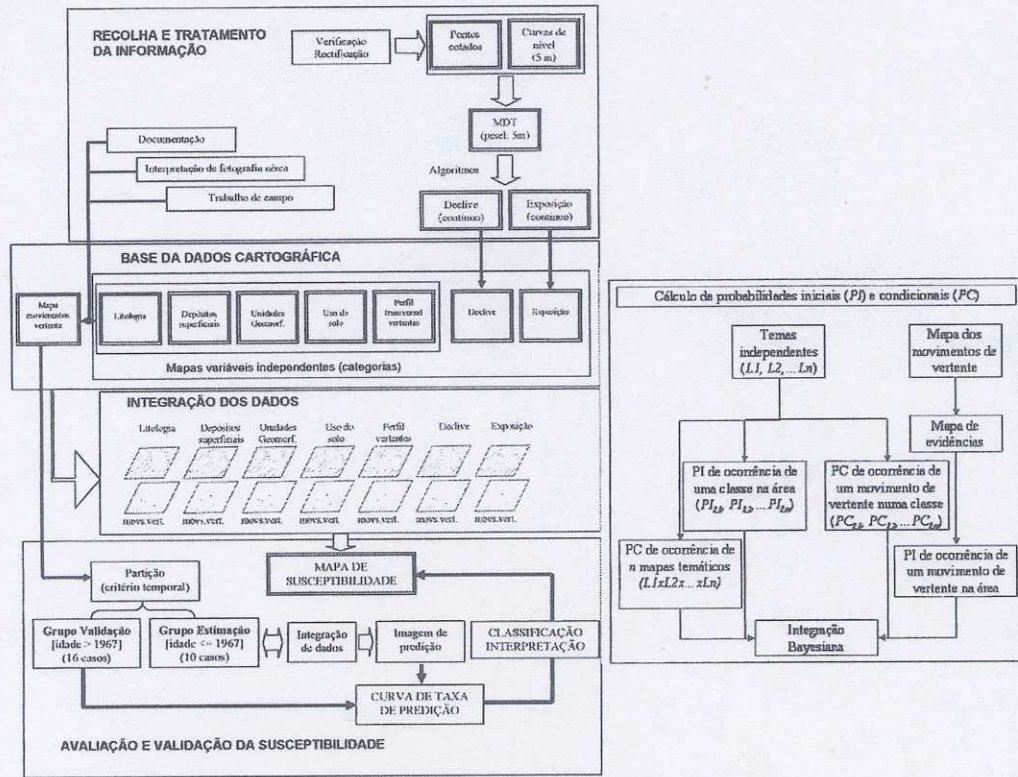 RECOLHA E TRATAMENTO
DA INFORMAÇÃO
Verificação
Rectificação
Pontos
cotados
Curvas de
nível
(5 m)
MDT
(pixel: 5m)
Algoritmos
Documentação
Interpretação de fotografia aérea
Trabalho de campo
Declive
(contínuo)
Exposição
(contínuo)
BASE DA DADOS CARTOGRÁFICA
Mapa
movimentos
vertente
Litologia
Depósitos
superficiais
Unidades
Geomorf.
Uso do
solo
Perfil
transversal
vertentes
Declive
Exposição
Mapas variáveis independentes (categorias)
INTEGRAÇÃO DOS DADOS
Litologia
Depósitos
superficiais
Unidades
Geomorf.
Uso do
solo
Perfil
vertentes
Declive
Exposição
movs.vert.
movs.vert.
movs.vert.
movs.vert.
movs.vert.
movs.vert.
movs.vert.
MAPA DE
SUSCEPTIBILIDADE
Partição
(critério temporal)
Grupo Validação
[idade > 1967]
(16 casos)
Grupo Estimação
[idade <= 1967]
(10 casos)
Integração
de dados
Imagem de
predição
CLASSIFICAÇÃO
INTERPRETAÇÃO
CURVA DE TAXA
DE PREDIÇÃO
AVALIAÇÃO E VALIDAÇÃO DA SUSCEPTIBILIDADE
Cálculo de probabilidades iniciais (PI) e condicionais (PC)
Temas
independentes
(L1, L2, ... Ln)
Mapa dos
movimentos de
vertente
Mapa de
evidências
PI de ocorrência de
uma classe na área
PC de ocorrência de
um movimento de
vertente numa classe
PC de ocorrência de
n mapas temáticos
(L1xL2x... xLn)
PI de ocorrência de
um movimento de
vertente na área
Integração
Bayesiana